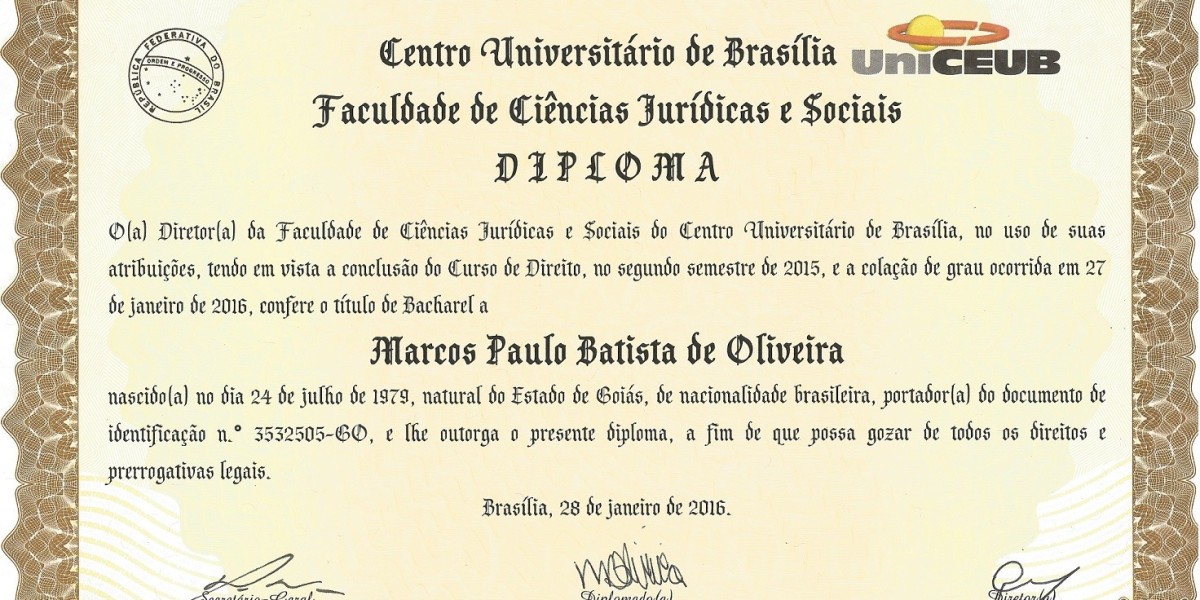 REPÚBLICA FEDERATIVA DO BRASIL
ORDEM E PROGRESSO
Centro Universitário de Brasília
UniCEUB
Faculdade de Ciências Jurídicas e Sociais
DIPLOMA
O(a) Diretor(a) da Faculdade de Ciências Jurídicas e Sociais do Centro Universitário de Brasília, no uso de suas
atribuições, tendo em vista a conclusão do Curso de Direito, no segundo semestre de 2015, e a colação de grau ocorrida em 27
de janeiro de 2016, confere o título de Bacharel a
Marcos Paulo Batista de Oliveira
nascido(a) no dia 24 de julho de 1979, natural do Estado de Goiás, de nacionalidade brasileira, portador(a) do documento de
identificação n.º 3532505-GO, e lhe outorga o presente diploma, a fim de que possa gozar de todos os direitos e
prerrogativas legais.
Brasília, 28 de janeiro de 2016.
Secretário-Geral
Diplomado(a)
Diretor(a)